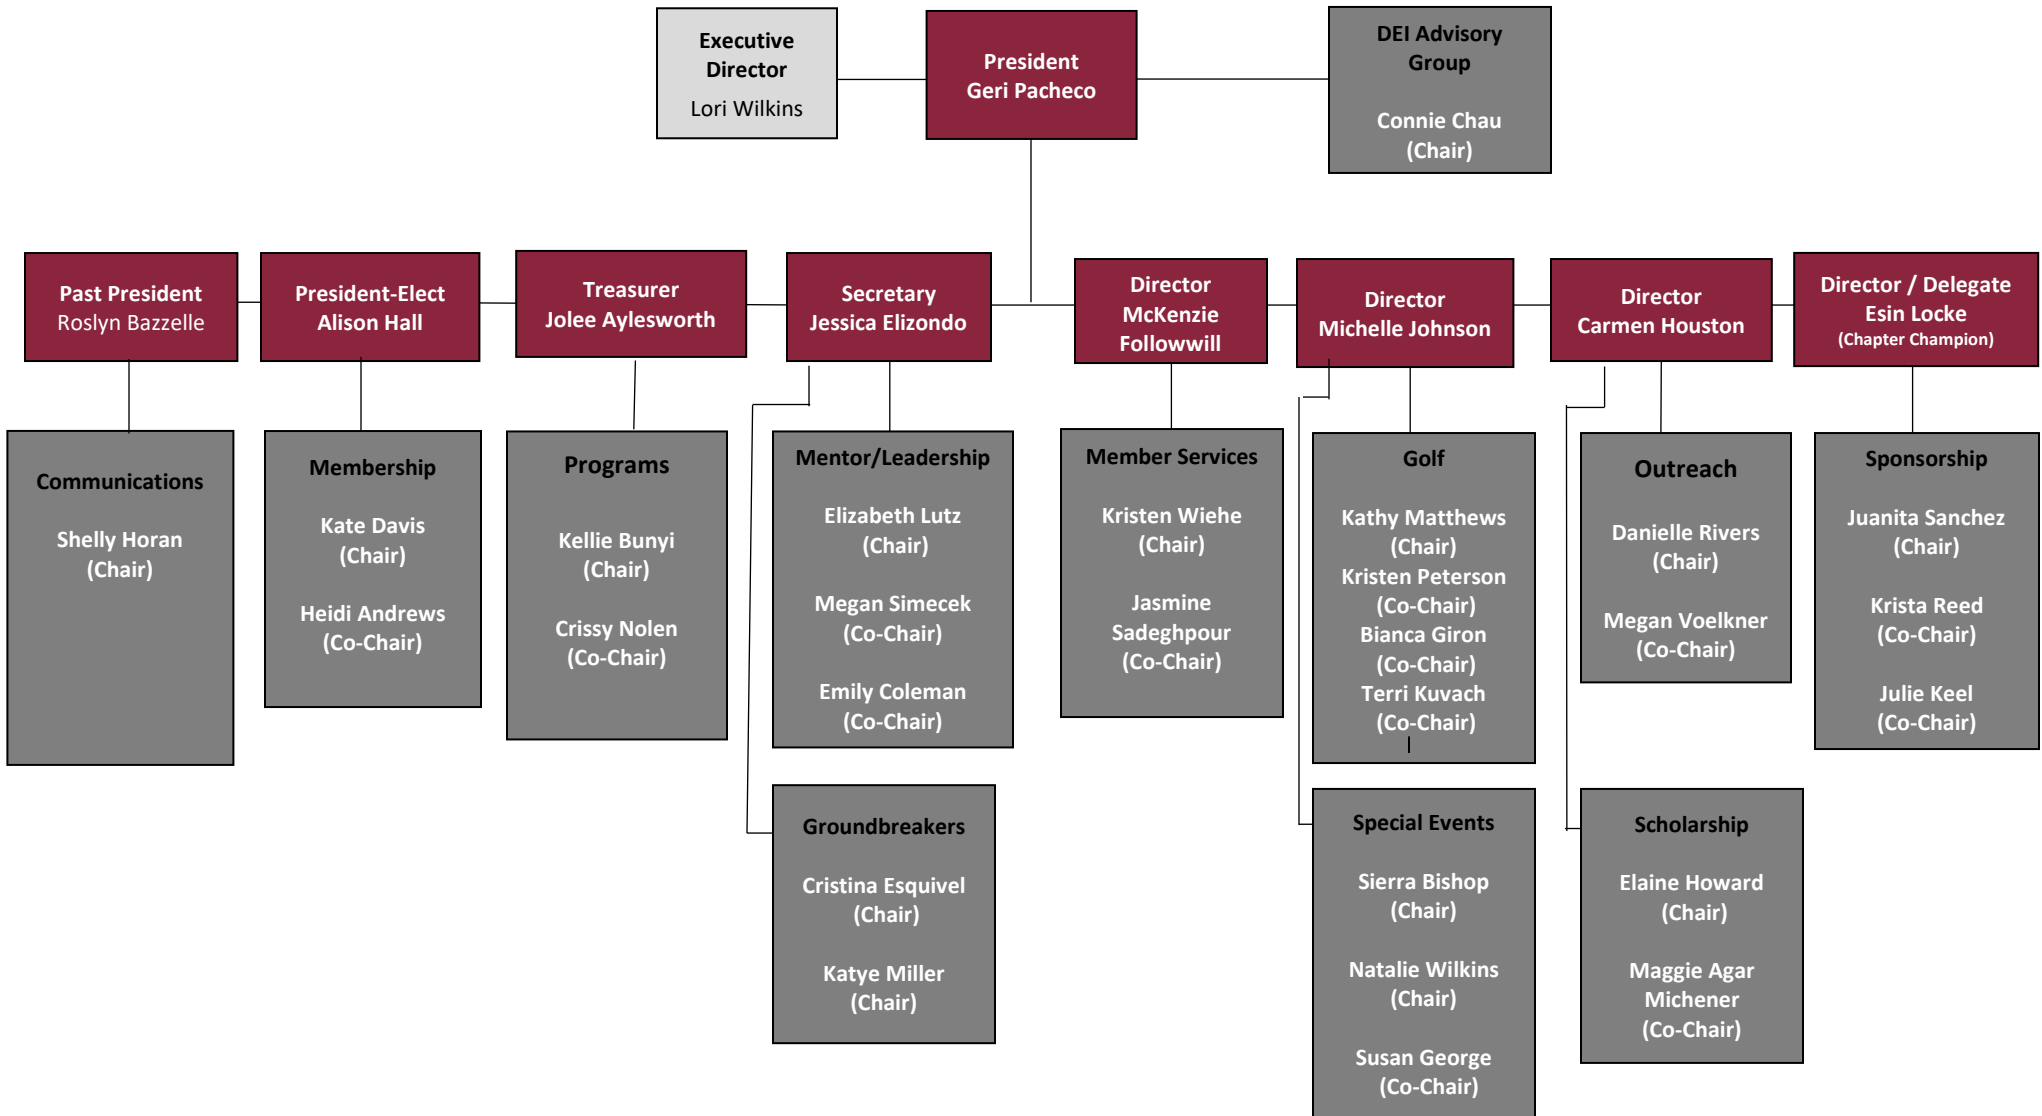 Executive
Director
Lori Wilkins
President
Geri Pacheco
DEI Advisory
Group
Connie Chau
(Chair)
Past President
Roslyn Bazzelle
President-Elect
Alison Hall
Treasurer
Jolee Aylesworth
Secretary
Jessica Elizondo
Director
McKenzie
Followwill
Director
Michelle Johnson
Director
Carmen Houston
Director / Delegate
Esin Locke
(Chapter Champion)
Communications
Shelly Horan
(Chair)
Membership
Kate Davis
(Chair)
Heidi Andrews
(Co-Chair)
Programs
Kellie Bunyi
(Chair)
Crissy Nolen
(Co-Chair)
Mentor/Leadership
Elizabeth Lutz
(Chair)
Megan Simecek
(Co-Chair)
Emily Coleman
(Co-Chair)
Member Services
Kristen Wiehe
(Chair)
Jasmine
Sadeghpour
(Co-Chair)
Golf
Kathy Matthews
(Chair)
Kristen Peterson
(Co-Chair)
Bianca Giron
(Co-Chair)
Terri Kuvach
(Co-Chair)
Outreach
Danielle Rivers
(Chair)
Megan Voelkner
(Co-Chair)
Sponsorship
Juanita Sanchez
(Chair)
Krista Reed
(Co-Chair)
Julie Keel
(Co-Chair)
Groundbreakers
Cristina Esquivel
(Chair)
Katye Miller
(Chair)
Special Events
Sierra Bishop
(Chair)
Natalie Wilkins
(Chair)
Susan George
(Co-Chair)
Scholarship
Elaine Howard
(Chair)
Maggie Agar
Michener
(Co-Chair)